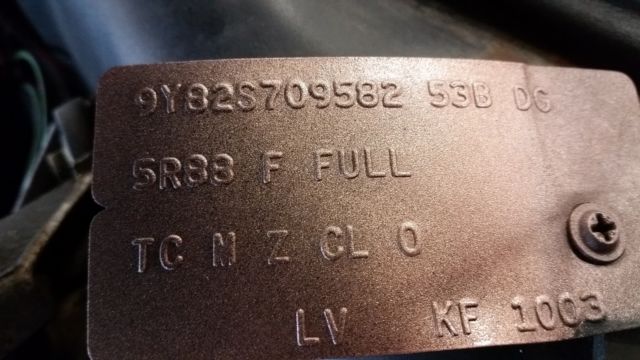 9Y82S709582 53B DG
5R88 F FULL
TC M Z CL O
LV KF 1003